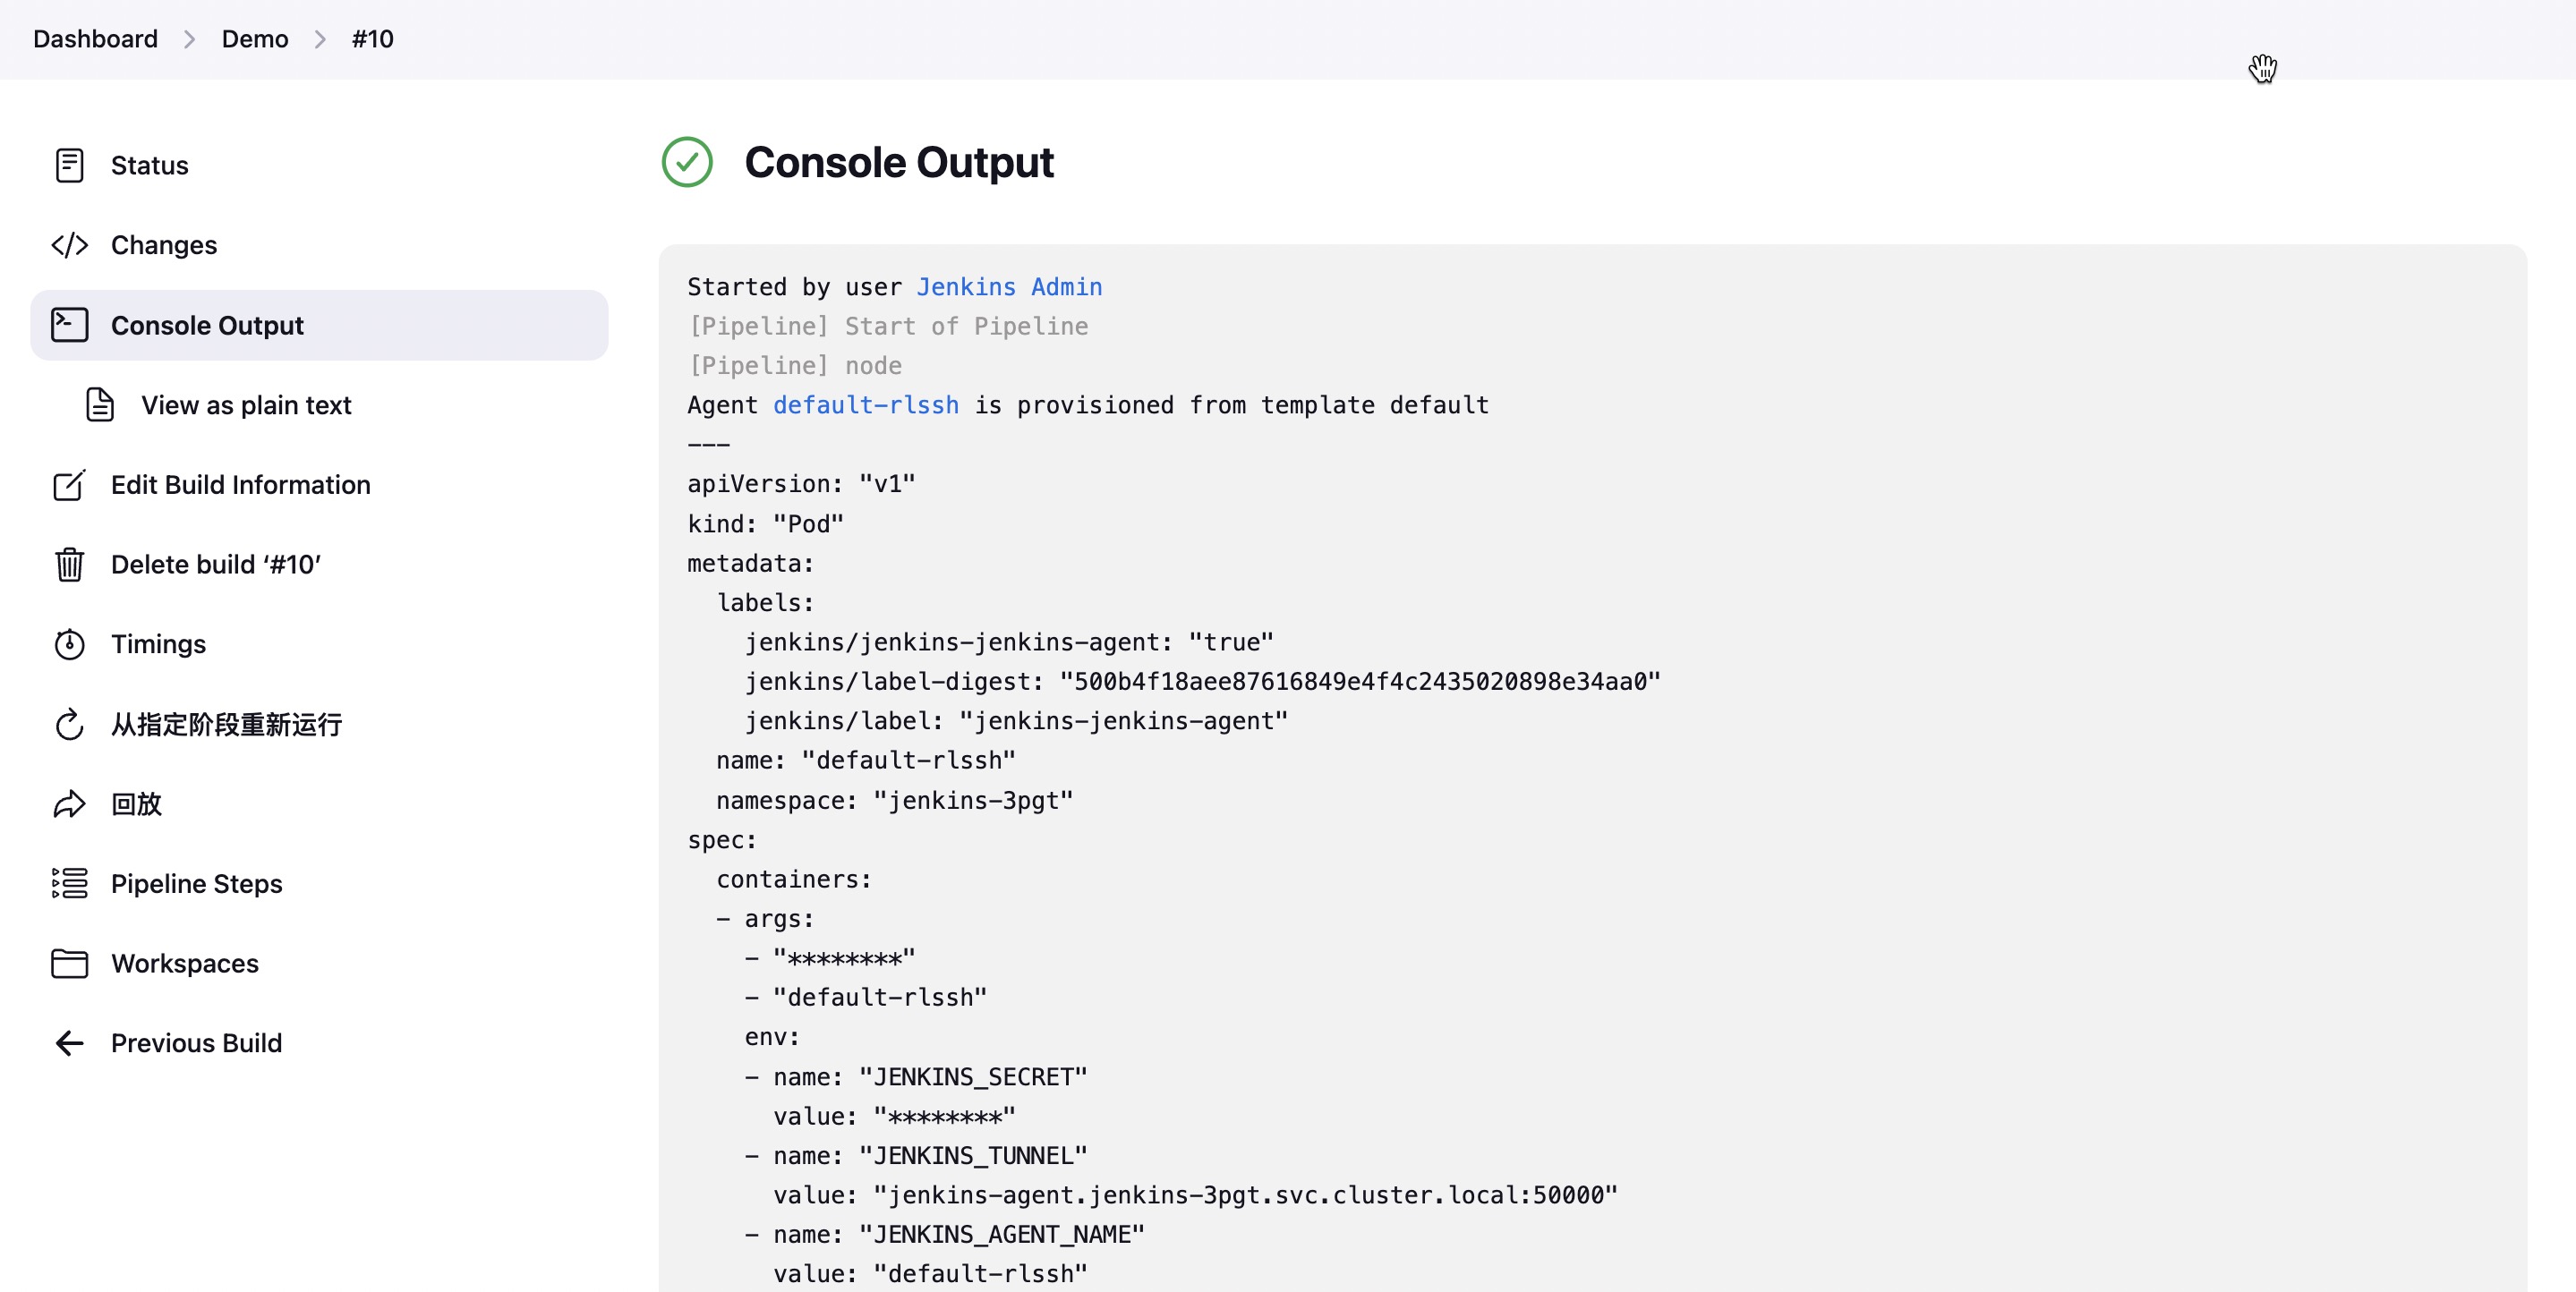 Dashboard > Demo > #10
Status
Changes
Console Output
View as plain text
Edit Build Information
Delete build ‘#10’
Timings
从指定阶段重新运行
回放
Pipeline Steps
Workspaces
Previous Build
Console Output
Started by user Jenkins Admin
[Pipeline] Start of Pipeline
[Pipeline] node
Agent default-rlssh is provisioned from template default
---
apiVersion: "v1"
kind: "Pod"
metadata:
  labels:
    jenkins/jenkins-jenkins-agent: "true"
    jenkins/label-digest: "500b4f18aee87616849e4f4c2435020898e34aa0"
    jenkins/label: "jenkins-jenkins-agent"
  name: "default-rlssh"
  namespace: "jenkins-3pgt"
spec:
  containers:
  - args:
    - "********"
    - "default-rlssh"
    env:
    - name: "JENKINS_SECRET"
      value: "********"
    - name: "JENKINS_TUNNEL"
      value: "jenkins-agent.jenkins-3pgt.svc.cluster.local:50000"
    - name: "JENKINS_AGENT_NAME"
      value: "default-rlssh"